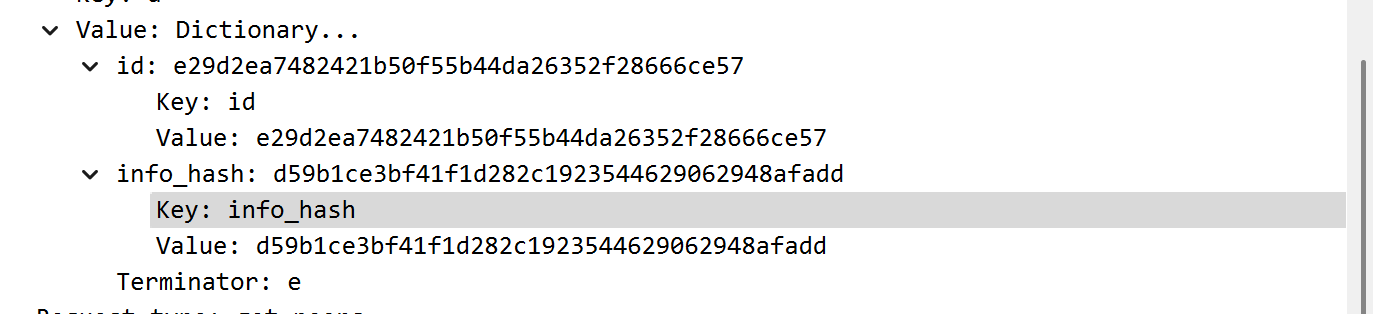 Value: Dictionary...
id: e29d2ea7482421b50f55b44da26352f28666ce57
Key: id
Value: e29d2ea7482421b50f55b44da26352f28666ce57
info_hash: d59b1ce3bf41f1d282c1923544629062948afadd
Key: info_hash
Value: d59b1ce3bf41f1d282c1923544629062948afadd
Terminator: e